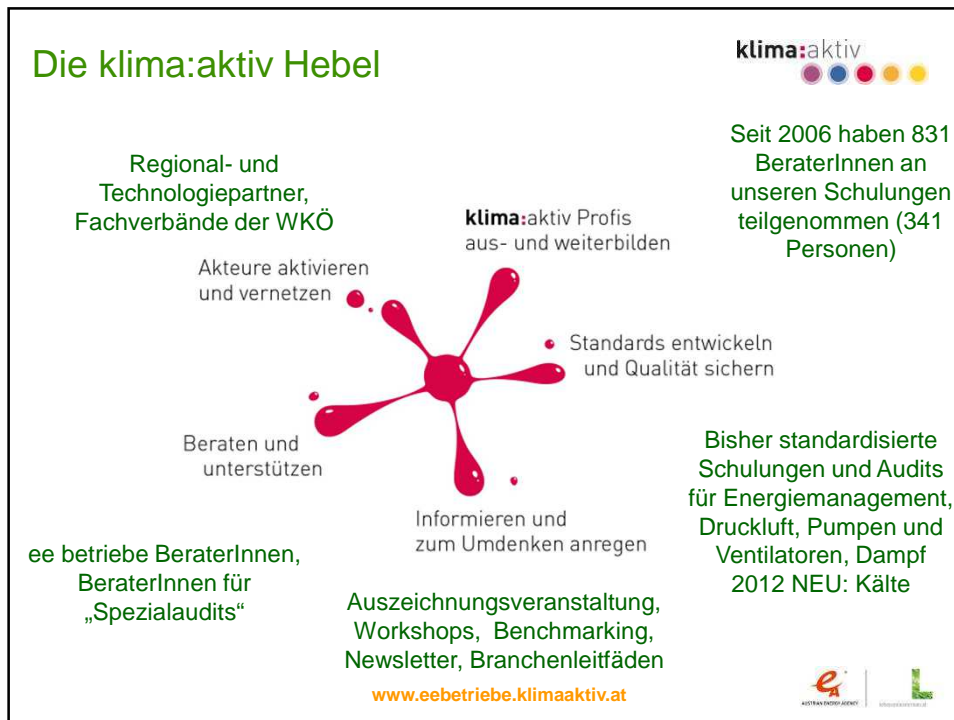 Die klima:aktiv Hebel
klima:aktiv
Regional- und
Technologiepartner,
Fachverbände der WKÖ
Seit 2006 haben 831
BeraterInnen an
unseren Schulungen
teilgenommen (341
Personen)
klima:aktiv Profis
aus- und weiterbilden
Akteure aktivieren
und vernetzen
Standards entwickeln
und Qualität sichern
Beraten und
unterstützen
Informieren und
zum Umdenken anregen
Bisher standardisierte
Schulungen und Audits
für Energiemanagement,
Druckluft, Pumpen und
Ventilatoren, Dampf
2012 NEU: Kälte
ee betriebe BeraterInnen,
BeraterInnen für
„Spezialaudits“
Auszeichnungsveranstaltung,
Workshops, Benchmarking,
Newsletter, Branchenleitfäden
www.eebetriebe.klimaaktiv.at
AUSTRIAN ENERGY AGENCY